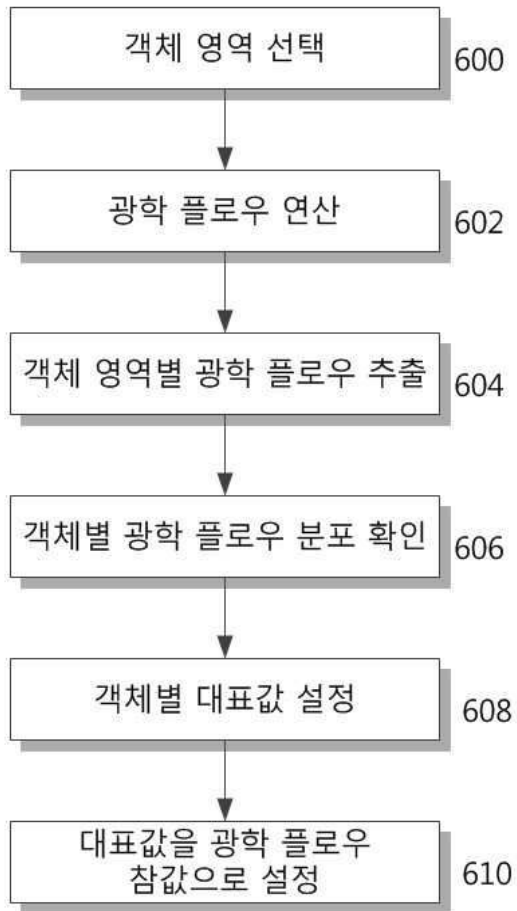 객체 영역 선택
600
광학 플로우 연산
602
객체 영역별 광학 플로우 추출
604
객체별 광학 플로우 분포 확인
606
객체별 대표값 설정
608
대표값을 광학 플로우
참값으로 설정
610